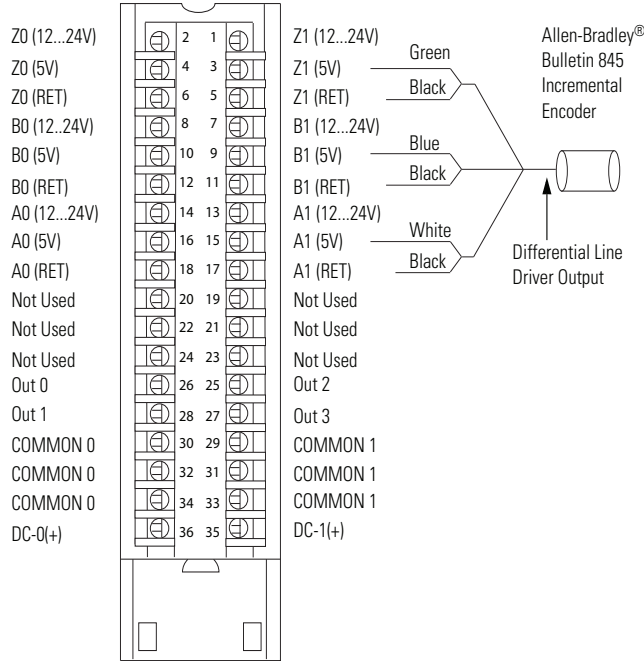 Z0 (12...24V) 2 1 Z1 (12...24V)
Z0 (5V) 4 3 Z1 (5V) Green
Z0 (RET) 6 5 Z1 (RET) Black
B0 (12...24V) 8 7 B1 (12...24V)
B0 (5V) 10 9 B1 (5V) Blue
B0 (RET) 12 11 B1 (RET) Black
A0 (12...24V) 14 13 A1 (12...24V)
A0 (5V) 16 15 A1 (5V) White
A0 (RET) 18 17 A1 (RET) Black
Not Used 20 19 Not Used
Not Used 22 21 Not Used
Not Used 24 23 Not Used
Out 0 26 25 Out 2
Out 1 28 27 Out 3
COMMON 0 30 29 COMMON 1
COMMON 0 32 31 COMMON 1
COMMON 0 34 33 COMMON 1
DC-0(+) 36 35 DC-1(+)
Allen-Bradley®
Bulletin 845
Incremental
Encoder
Differential Line
Driver Output